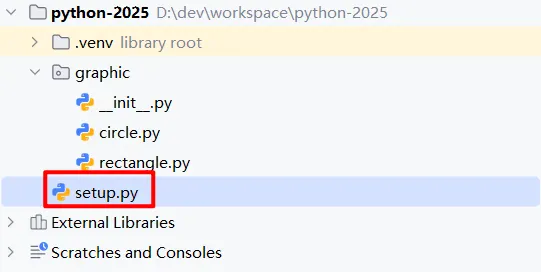 python-2025 D:\dev\workspace\python-2025
.venv library root
graphic
__init__.py
circle.py
rectangle.py
setup.py
External Libraries
Scratches and Consoles